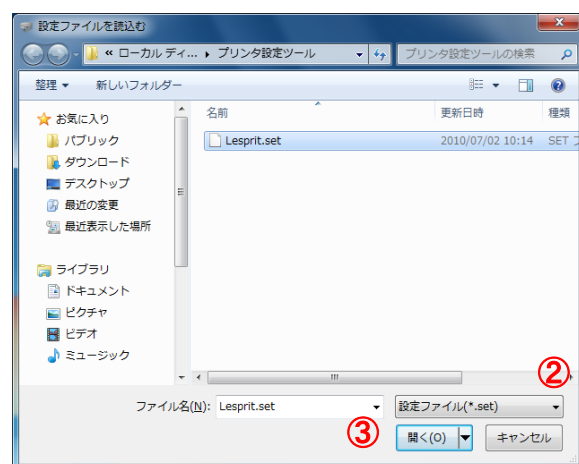 設定ファイルを読込む
« ローカル ディ... ▸ プリンタ設定ツール
プリンタ設定ツールの検索
整理 ▼ 新しいフォルダー
名前 更新日時 種類
お気に入り
パブリック
ダウンロード
デスクトップ
最近の変更
最近表示した場所
ライブラリ
ドキュメント
ピクチャ
ビデオ
ミュージック
Lesprit.set 2010/07/02 10:14 SET フ
②
ファイル名(N): Lesprit.set 設定ファイル(*.set)
③
開く(O) キャンセル